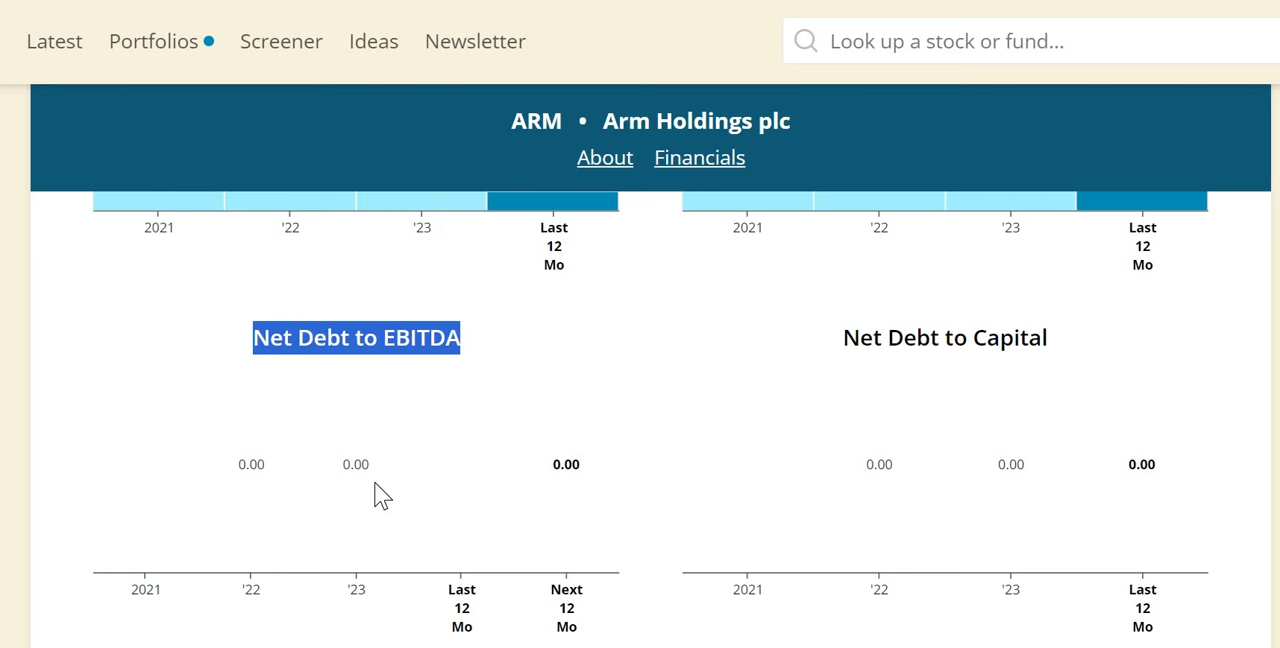 Latest Portfolios Screener Ideas Newsletter Look up a stock or fund...
ARM • Arm Holdings plc
About Financials
2021 '22 '23 Last 12 Mo
2021 '22 '23 Last 12 Mo
Net Debt to EBITDA
0.00 0.00 0.00
2021 '22 '23 Last 12 Mo Next 12 Mo
Net Debt to Capital
0.00 0.00 0.00
2021 '22 '23 Last 12 Mo